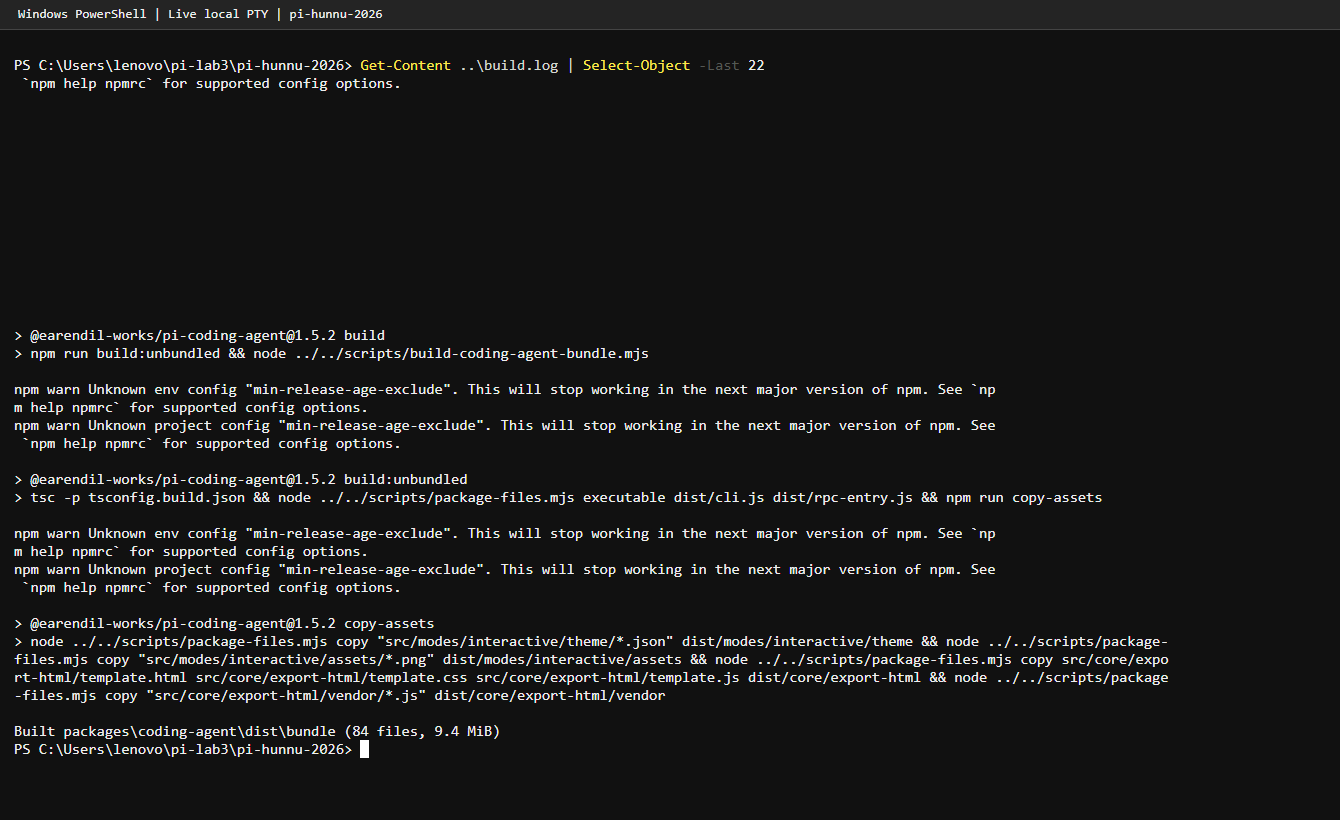 Windows PowerShell | Live local PTY | pi-hunnu-2026
PS C:\Users\lenovo\pi-lab3\pi-hunnu-2026> Get-Content ..\build.log | Select-Object -Last 22
 `npm help npmrc` for supported config options.
> @earendil-works/pi-coding-agent@1.5.2 build
> npm run build:unbundled && node ../../scripts/build-coding-agent-bundle.mjs
npm warn Unknown env config "min-release-age-exclude". This will stop working in the next major version of npm. See `np
m help npmrc` for supported config options.
npm warn Unknown project config "min-release-age-exclude". This will stop working in the next major version of npm. See
 `npm help npmrc` for supported config options.
> @earendil-works/pi-coding-agent@1.5.2 build:unbundled
> tsc -p tsconfig.build.json && node ../../scripts/package-files.mjs executable dist/cli.js dist/rpc-entry.js && npm run copy-assets
npm warn Unknown env config "min-release-age-exclude". This will stop working in the next major version of npm. See `np
m help npmrc` for supported config options.
npm warn Unknown project config "min-release-age-exclude". This will stop working in the next major version of npm. See
 `npm help npmrc` for supported config options.
> @earendil-works/pi-coding-agent@1.5.2 copy-assets
> node ../../scripts/package-files.mjs copy "src/modes/interactive/theme/*.json" dist/modes/interactive/theme && node ../../scripts/package-
files.mjs copy "src/modes/interactive/assets/*.png" dist/modes/interactive/assets && node ../../scripts/package-files.mjs copy src/core/expo
rt-html/template.html src/core/export-html/template.css src/core/export-html/template.js dist/core/export-html && node ../../scripts/package
-files.mjs copy "src/core/export-html/vendor/*.js" dist/core/export-html/vendor
Built packages\coding-agent\dist\bundle (84 files, 9.4 MiB)
PS C:\Users\lenovo\pi-lab3\pi-hunnu-2026>